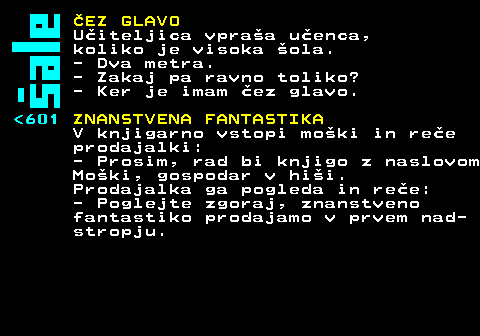 šale
ČEZ GLAVO
Učiteljica vpraša učenca,
koliko je visoka šola.
- Dva metra.
- Zakaj pa ravno toliko?
- Ker je imam čez glavo.
<601 ZNANSTVENA FANTASTIKA
V knjigarno vstopi moški in reče
prodajalki:
- Prosim, rad bi knjigo z naslovom
Moški, gospodar v hiši.
Prodajalka ga pogleda in reče:
- Poglejte zgoraj, znanstveno
fantastiko prodajamo v prvem nad-
stropju.